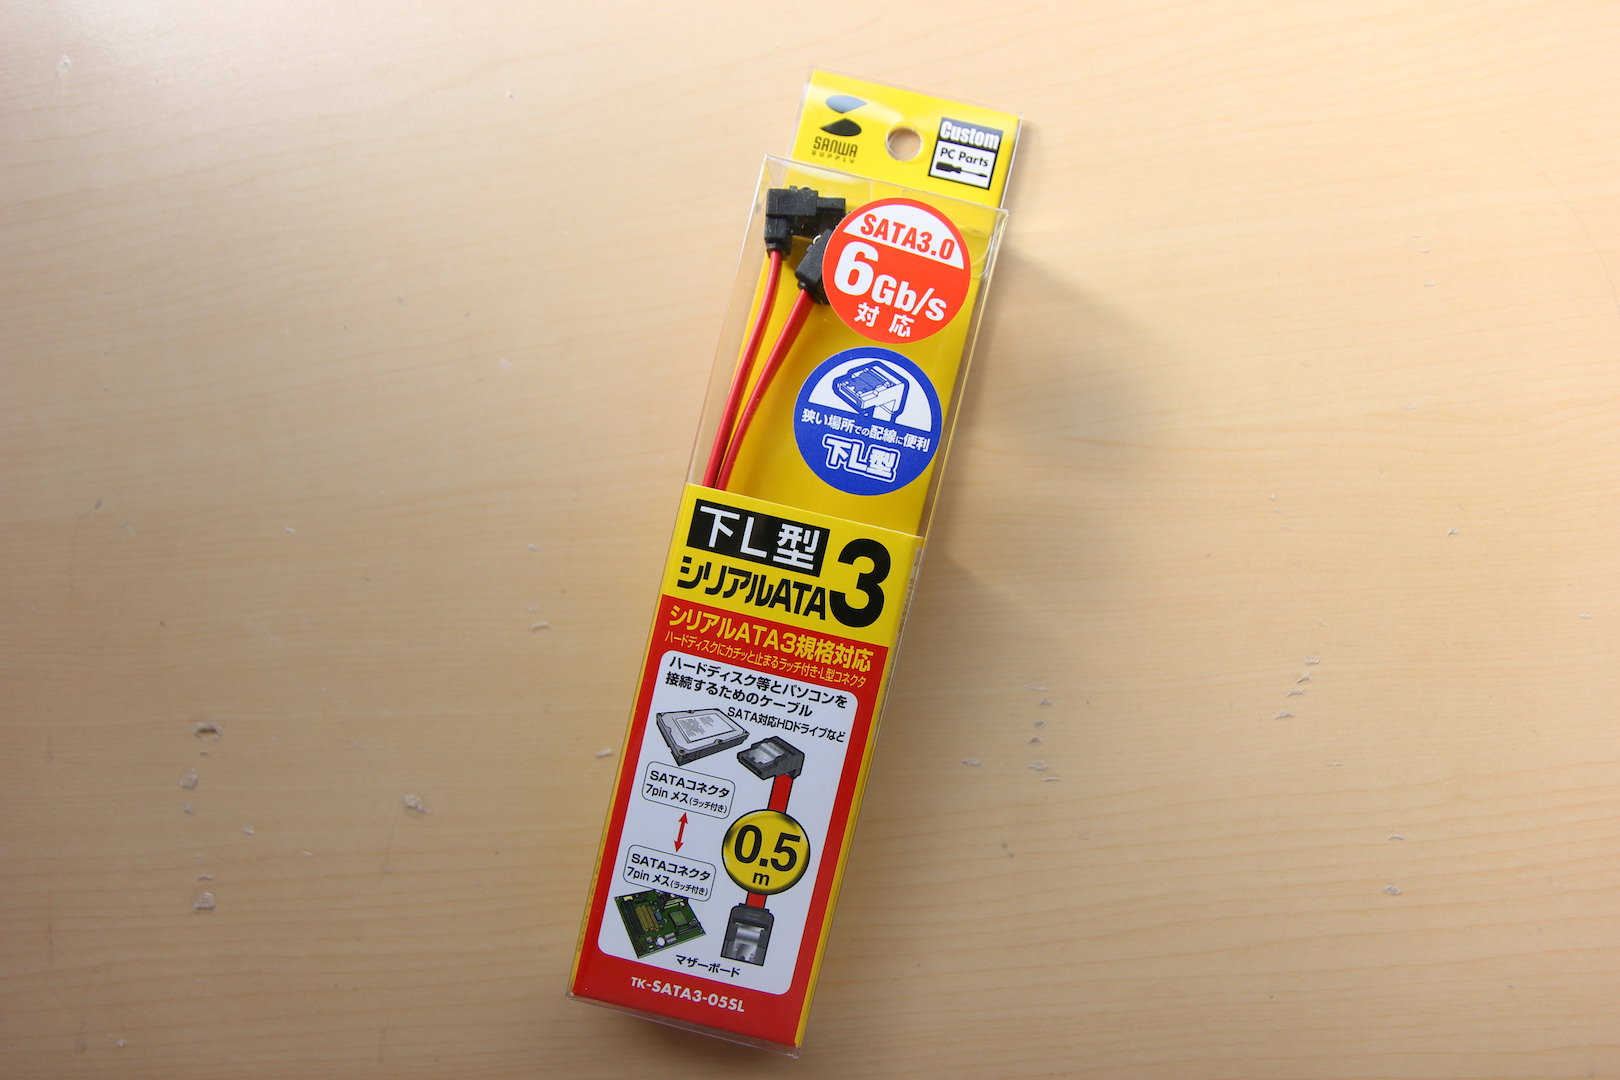 SANWA
SUPPLY
Custom
PC Parts
SATA3.0
6Gb/s
対応
狭い場所での配線に便利
下L型
下L型
シリアルATA3
シリアルATA3規格対応
ハードディスクにカチッと止まるラッチ付き・L型コネクタ
ハードディスク等とパソコンを
接続するためのケーブル
SATA対応HDドライブなど
SATAコネクタ
7pin メス(ラッチ付き)
0.5
m
SATAコネクタ
7pin メス(ラッチ付き)
マザーボード
TK-SATA3-05SL